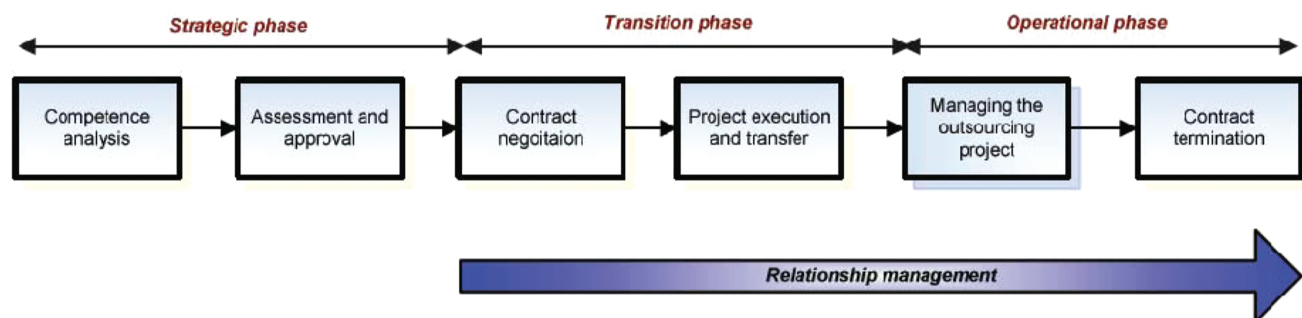 Strategic phase
Transition phase
Operational phase
Competence
analysis
Assessment and
approval
Contract
negoitaion
Project execution
and transfer
Managing the
outsourcing
project
Contract
termination
Relationship management